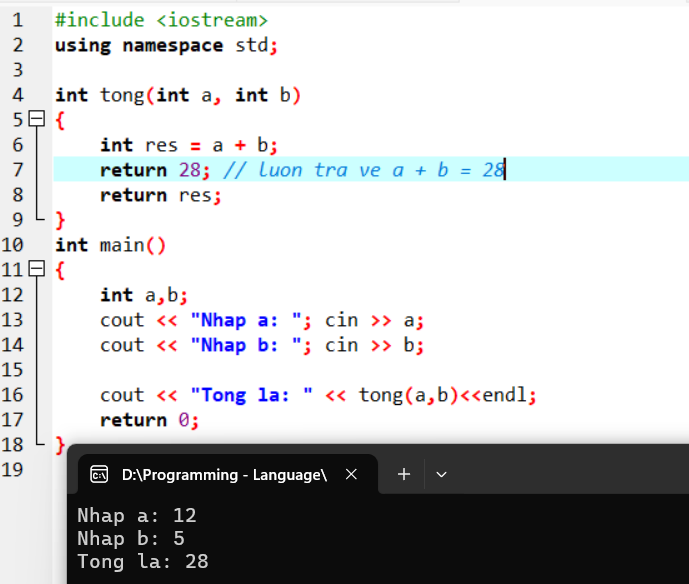 1 #include <iostream>
2 using namespace std;
3
4 int tong(int a, int b)
5 {
6 int res = a + b;
7 return 28; // luon tra ve a + b = 28
8 return res;
9 }
10 int main()
11 {
12 int a,b;
13 cout << "Nhap a: "; cin >> a;
14 cout << "Nhap b: "; cin >> b;
15
16 cout << "Tong la: " << tong(a,b)<<endl;
17 return 0;
18 }
19
D:\Programming - Language\
Nhap a: 12
Nhap b: 5
Tong la: 28